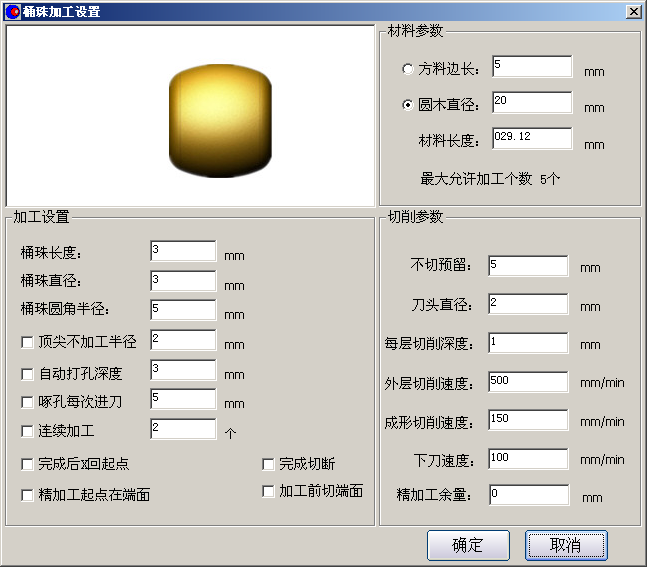 桶珠加工设置
材料参数
方料边长: 5 mm
圆木直径: 20 mm
材料长度: 029.12 mm
最大允许加工个数 5个
加工设置
桶珠长度: 3 mm
桶珠直径: 3 mm
桶珠圆角半径: 5 mm
顶尖不加工半径 2 mm
自动打孔深度 3 mm
啄孔每次进刀 5 mm
连续加工 2 个
完成后X回起点 完成切断
精加工起点在端面 加工前切端面
切削参数
不切预留: 5 mm
刀头直径: 2 mm
每层切削深度: 1 mm
外层切削速度: 500 mm/min
成形切削速度: 150 mm/min
下刀速度: 100 mm/min
精加工余量: 0 mm
确定 取消